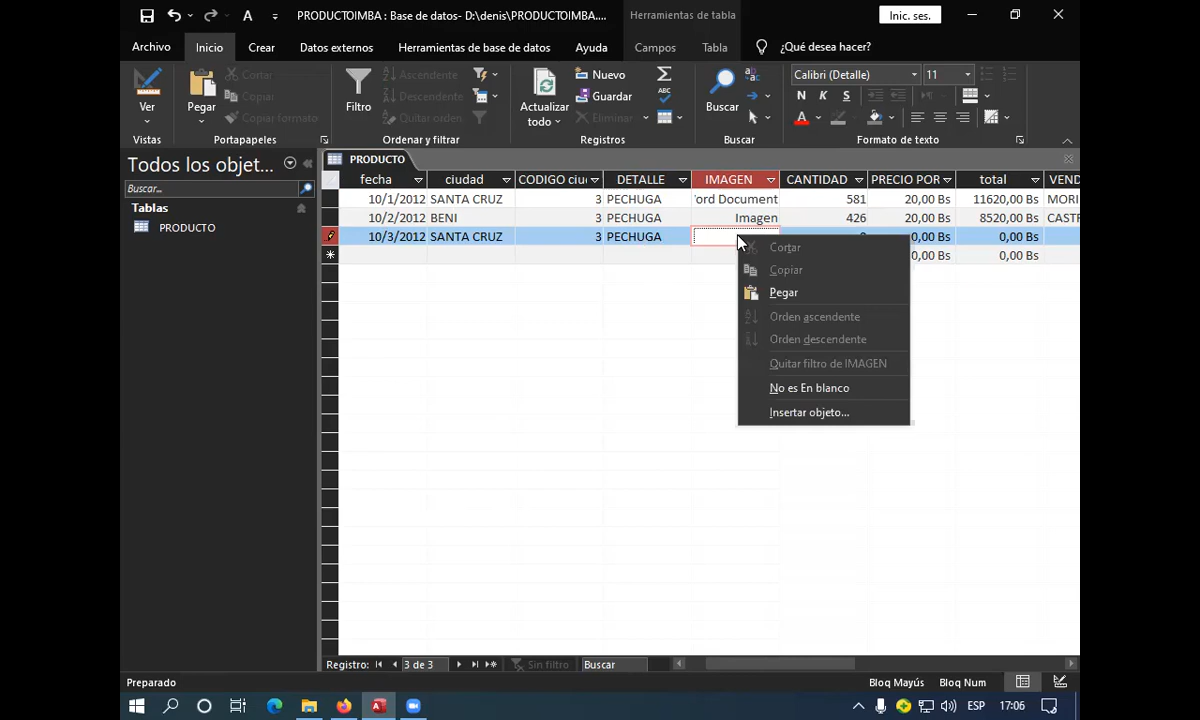 PRODUCTOIMBA : Base de datos- D:\denis\PRODUCTOIMBA....
Herramientas de tabla
Inic. ses.
Archivo
Inicio
Crear
Datos externos
Herramientas de base de datos
Ayuda
Campos
Tabla
¿Qué desea hacer?
Ver
Pegar
Cortar
Copiar
Copiar formato
Filtro
Ascendente
Descendente
Quitar orden
Actualizar
todo
Nuevo
Guardar
Eliminar
Buscar
Calibri (Detalle)
11
N K S
Vistas
Portapapeles
Ordenar y filtrar
Registros
Buscar
Formato de texto
Todos los objet...
Buscar...
Tablas
PRODUCTO
PRODUCTO
fecha ciudad CODIGO ciu DETALLE IMAGEN CANTIDAD PRECIO POR total VEND
10/1/2012 SANTA CRUZ 3 PECHUGA ord Document 581 20,00 Bs 11620,00 Bs MORI
10/2/2012 BENI 3 PECHUGA Imagen 426 20,00 Bs 8520,00 Bs CASTR
10/3/2012 SANTA CRUZ 3 PECHUGA 0,00 Bs 0,00 Bs
0,00 Bs 0,00 Bs
Cortar
Copiar
Pegar
Orden ascendente
Orden descendente
Quitar filtro de IMAGEN
No es En blanco
Insertar objeto...
Registro: 3 de 3 Sin filtro Buscar
Preparado
Bloq Mayús Bloq Num
ESP 17:06